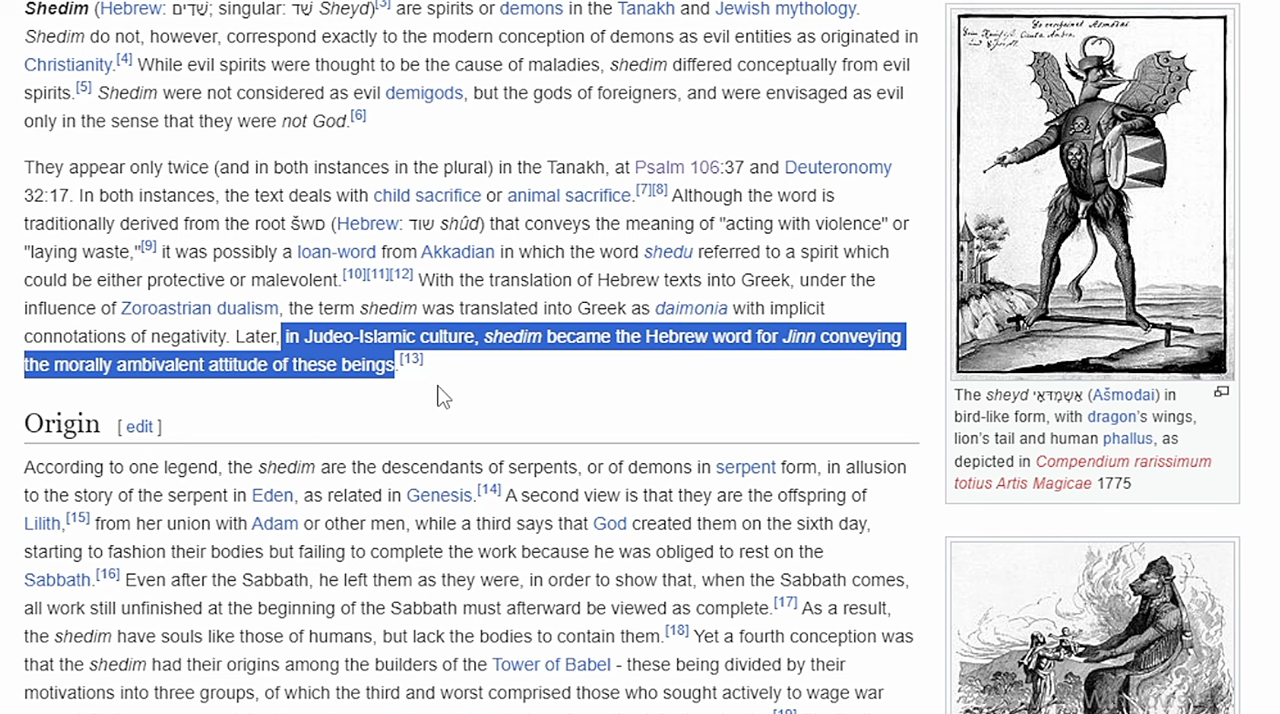 Shedim (Hebrew: שֵׁדִים; singular: שֵׁד Sheyd)[3] are spirits or demons in the Tanakh and Jewish mythology.
Shedim do not, however, correspond exactly to the modern conception of demons as evil entities as originated in
Christianity.[4] While evil spirits were thought to be the cause of maladies, shedim differed conceptually from evil
spirits.[5] Shedim were not considered as evil demigods, but the gods of foreigners, and were envisaged as evil
only in the sense that they were not God.[6]
They appear only twice (and in both instances in the plural) in the Tanakh, at Psalm 106:37 and Deuteronomy
32:17. In both instances, the text deals with child sacrifice or animal sacrifice.[7][8] Although the word is
traditionally derived from the root šwD (Hebrew: שוד shûd) that conveys the meaning of "acting with violence" or
"laying waste,"[9] it was possibly a loan-word from Akkadian in which the word shedu referred to a spirit which
could be either protective or malevolent.[10][11][12] With the translation of Hebrew texts into Greek, under the
influence of Zoroastrian dualism, the term shedim was translated into Greek as daimonia with implicit
connotations of negativity. Later, in Judeo-Islamic culture, shedim became the Hebrew word for Jinn conveying
the morally ambivalent attitude of these beings.[13]
Origin [ edit ]
According to one legend, the shedim are the descendants of serpents, or of demons in serpent form, in allusion
to the story of the serpent in Eden, as related in Genesis.[14] A second view is that they are the offspring of
Lilith,[15] from her union with Adam or other men, while a third says that God created them on the sixth day,
starting to fashion their bodies but failing to complete the work because he was obliged to rest on the
Sabbath.[16] Even after the Sabbath, he left them as they were, in order to show that, when the Sabbath comes,
all work still unfinished at the beginning of the Sabbath must afterward be viewed as complete.[17] As a result,
the shedim have souls like those of humans, but lack the bodies to contain them.[18] Yet a fourth conception was
that the shedim had their origins among the builders of the Tower of Babel - these being divided by their
motivations into three groups, of which the third and worst comprised those who sought actively to wage war
The sheyd אַשְמְדּאָי (Ašmodai) in
bird-like form, with dragon's wings,
lion's tail and human phallus, as
depicted in Compendium rarissimum
totius Artis Magicae 1775